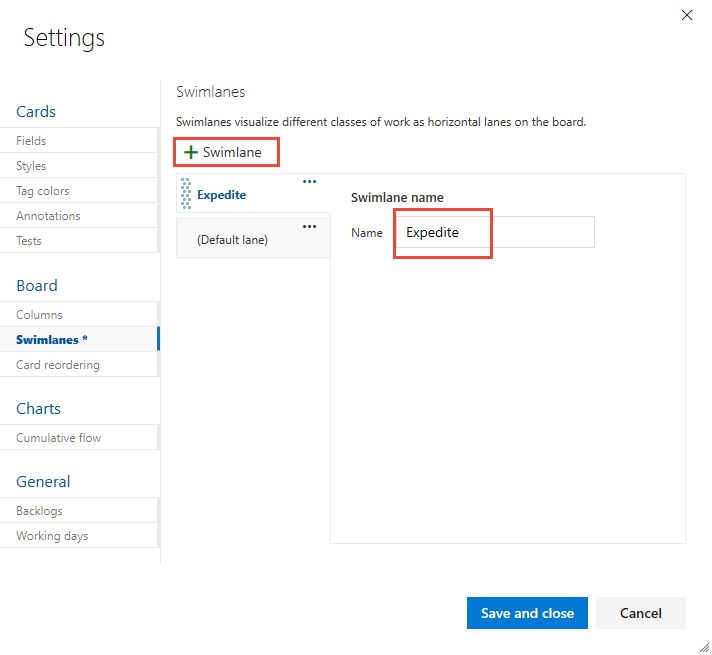 Settings
Cards
Fields
Styles
Tag colors
Annotations
Tests
Board
Columns
Swimlanes *
Card reordering
Charts
Cumulative flow
General
Backlogs
Working days
Swimlanes
Swimlanes visualize different classes of work as horizontal lanes on the board.
+ Swimlane
Expedite
(Default lane)
Swimlane name
Name Expedite
Save and close Cancel